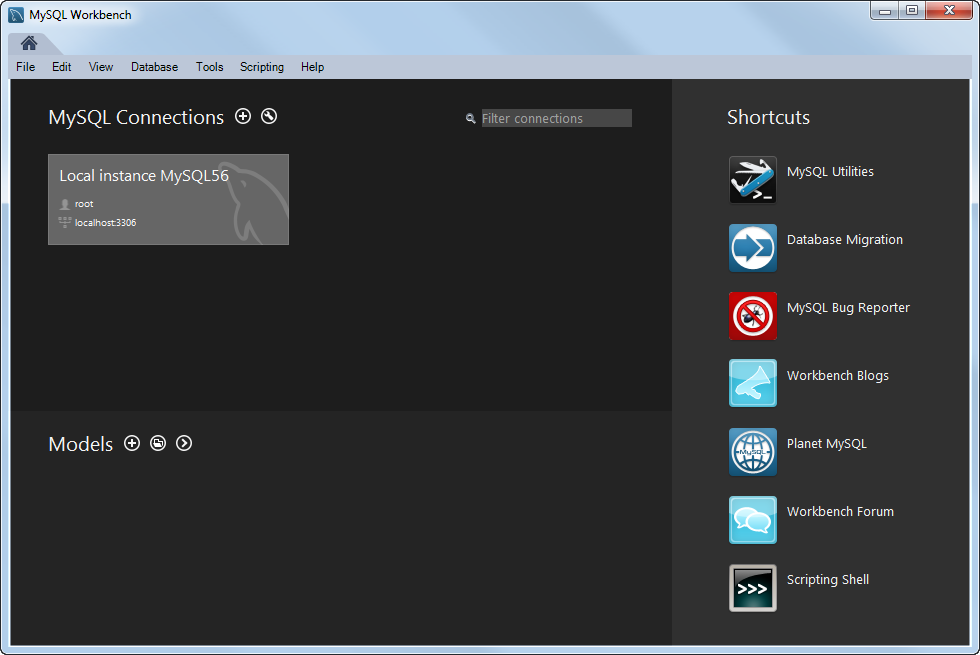 MySQL Workbench
File Edit View Database Tools Scripting Help
MySQL Connections
Filter connections
Local instance MySQL56
root
localhost:3306
Models
Shortcuts
MySQL Utilities
Database Migration
MySQL Bug Reporter
Workbench Blogs
Planet MySQL
MySQL
Workbench Forum
Scripting Shell
>>>